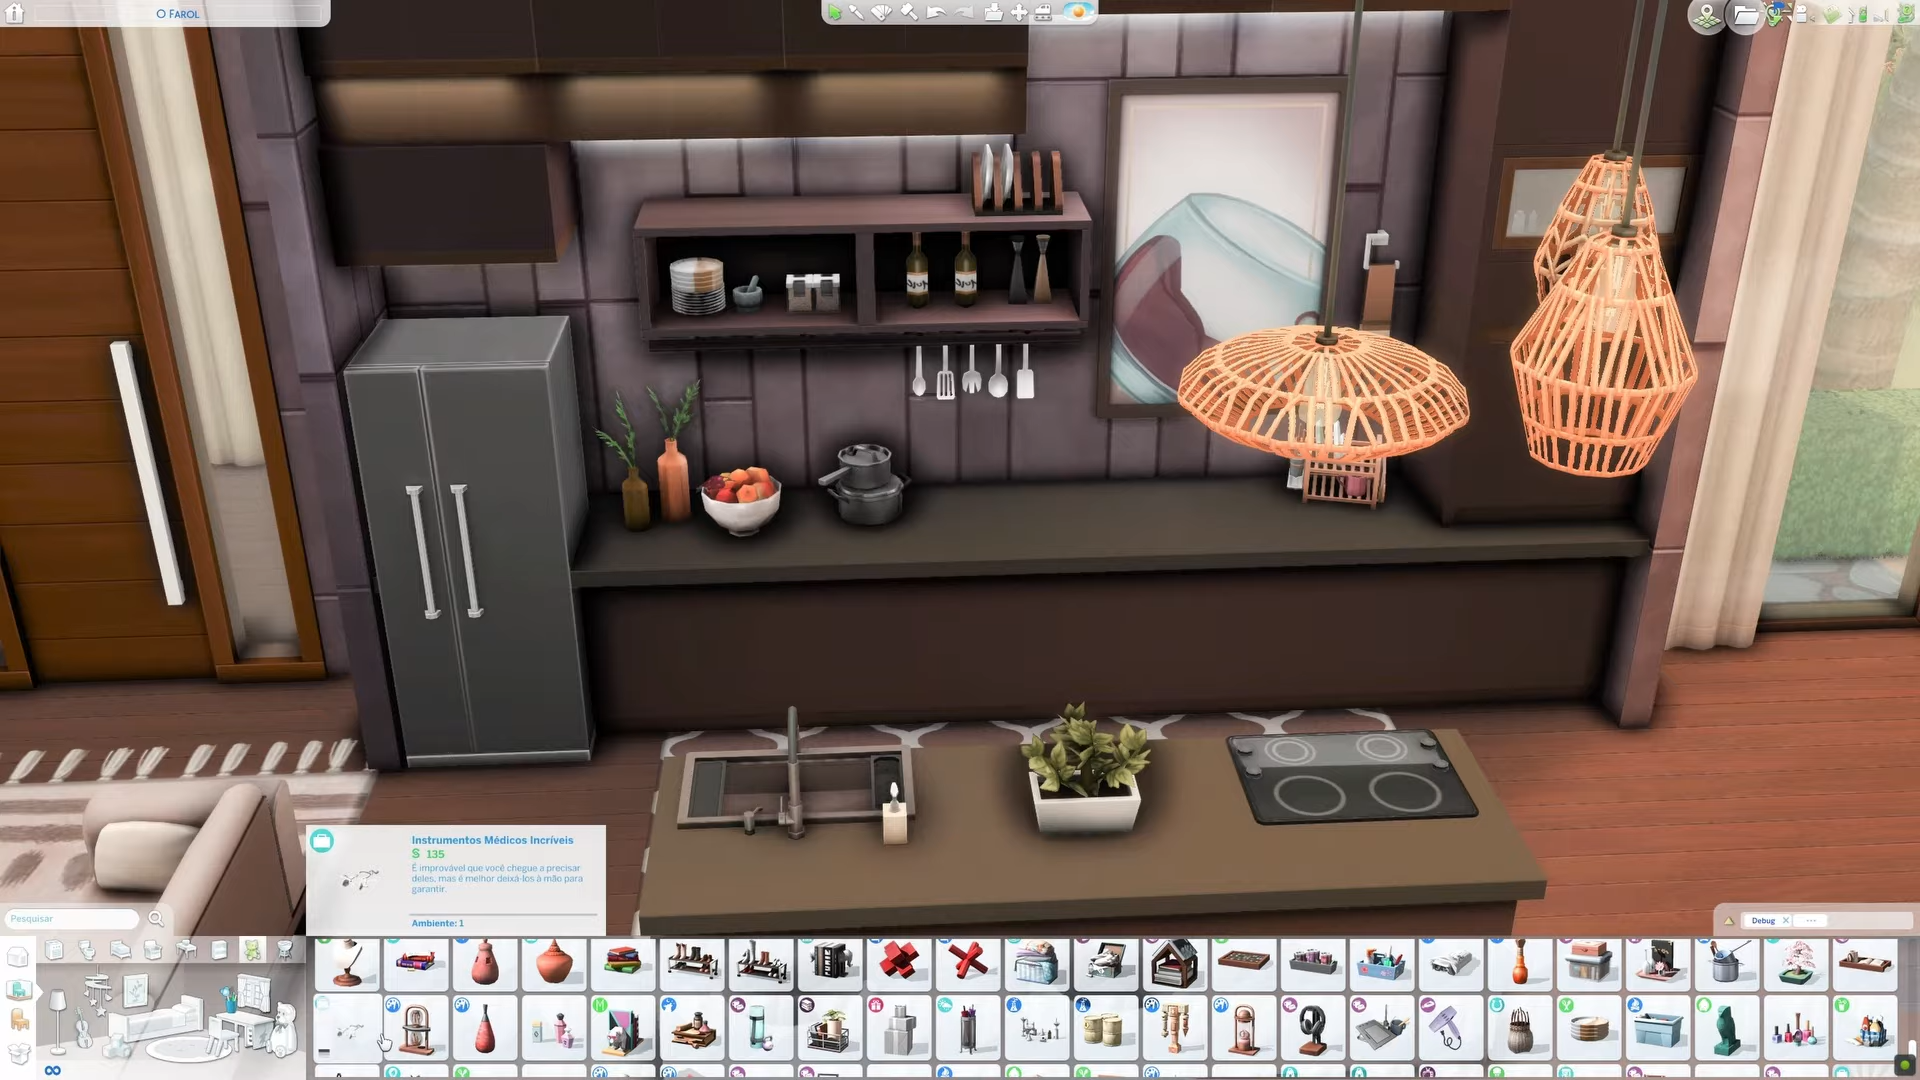 O Farol
Instrumentos Médicos Incríveis
§ 135
É improvável que você chegue a precisar
deles, mas é melhor deixá-los à mão para
garantir.
Ambiente: 1
Pesquisar
Debug